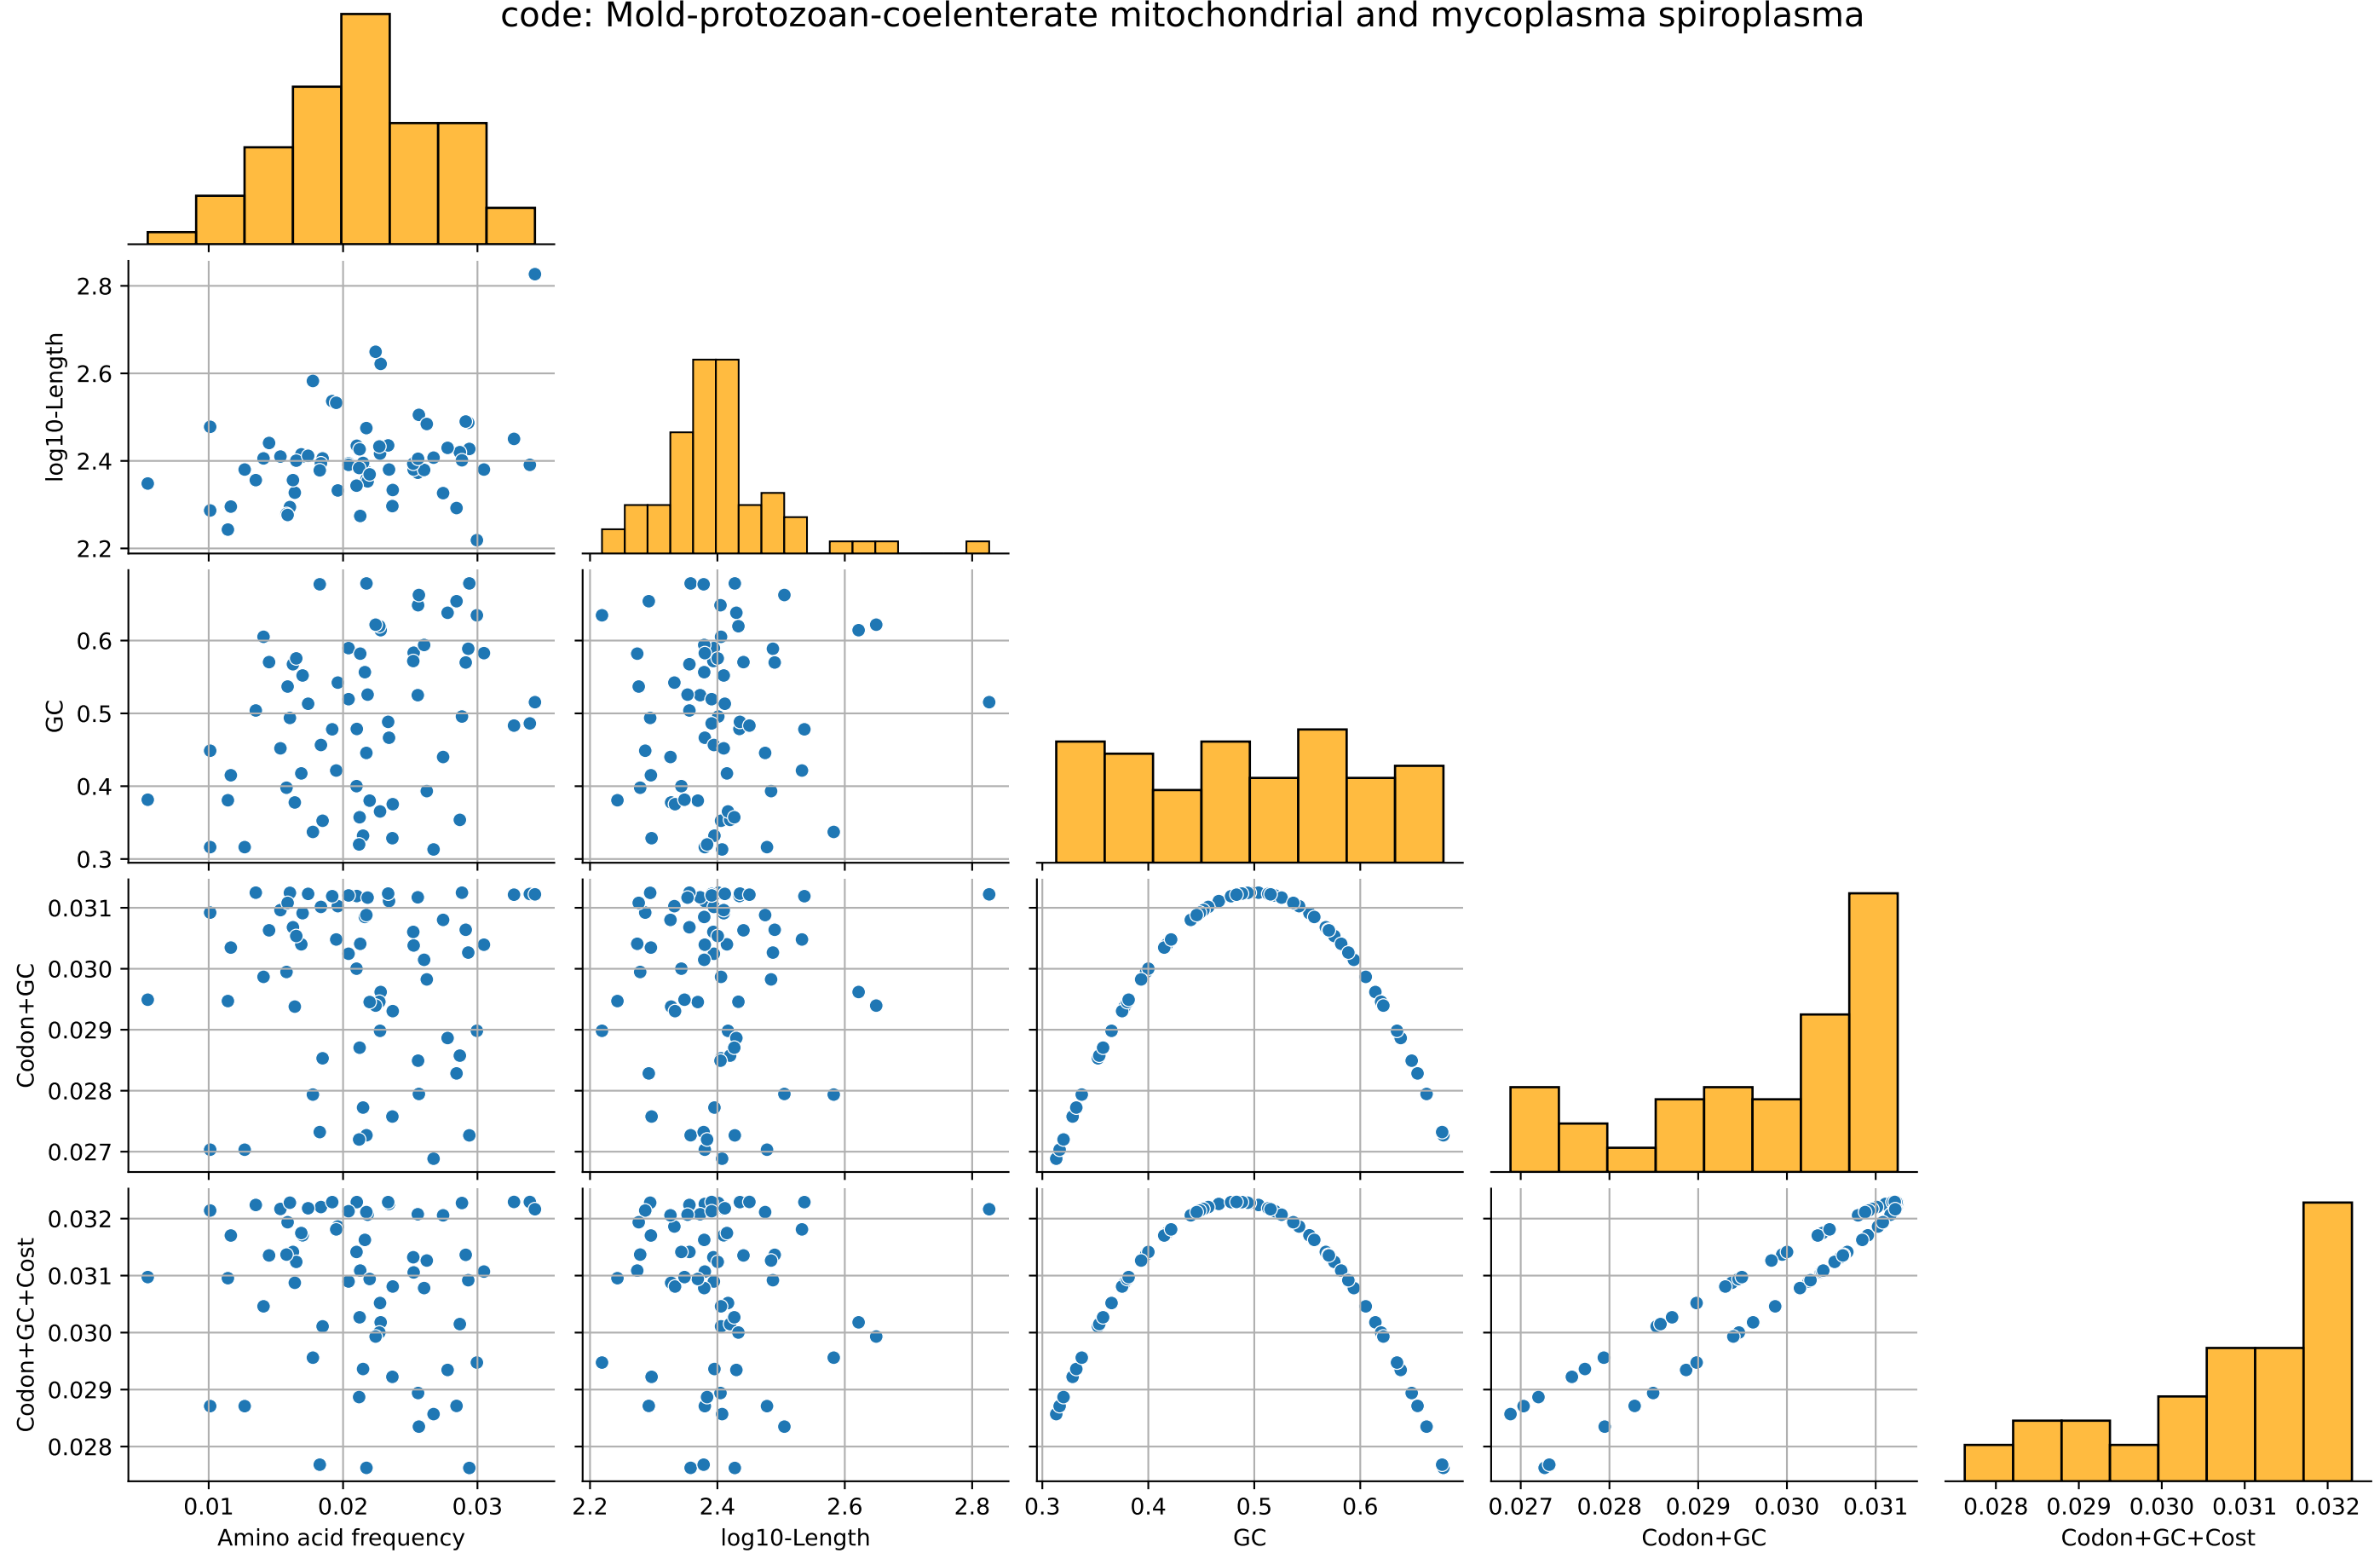 code: Mold-protozoan-coelenterate mitochondrial and mycoplasma spiroplasma
2.8
2.6
2.4
2.2
log10-Length
0.6
0.5
0.4
0.3
GC
0.031
0.030
0.029
0.028
0.027
Codon+GC
0.032
0.031
0.030
0.029
0.028
Codon+GC+Cost
0.01 0.02 0.03
2.2 2.4 2.6 2.8
0.3 0.4 0.5 0.6
0.027 0.028 0.029 0.030 0.031
0.028 0.029 0.030 0.031 0.032
Amino acid frequency
log10-Length
GC
Codon+GC
Codon+GC+Cost